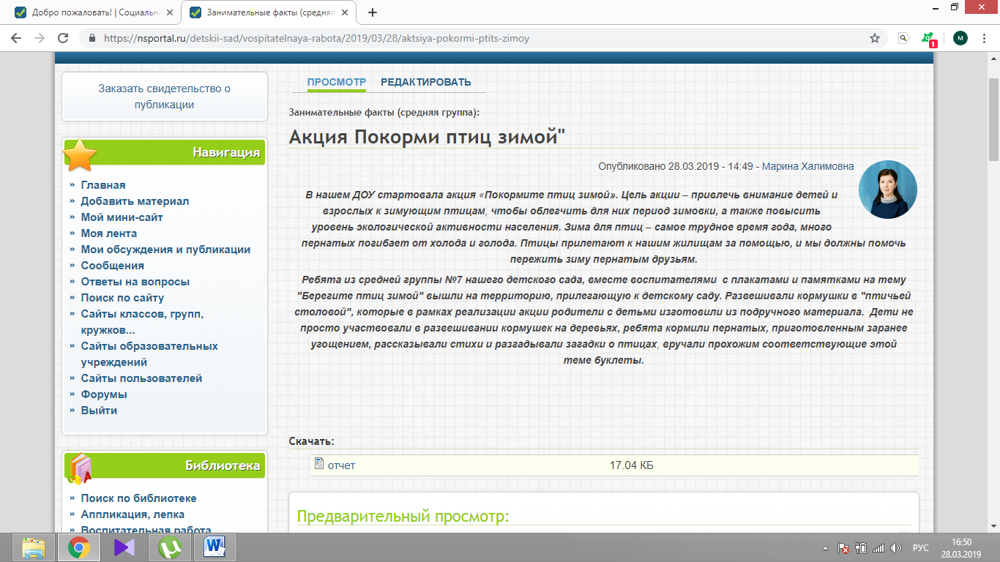 Добро пожаловать! | Социальн
Занимательные факты (средняя
https://nsportal.ru/detskii-sad/vospitatelnaya-rabota/2019/03/28/aktsiya-pokormi-ptits-zimoy
1
M
Заказать свидетельство о
публикации
Навигация
Главная
Добавить материал
Мой мини-сайт
Моя лента
Мои обсуждения и публикации
Сообщения
Ответы на вопросы
Поиск по сайту
Сайты классов, групп,
кружков...
Сайты образовательных
учреждений
Сайты пользователей
Форумы
Выйти
Библиотека
Поиск по библиотеке
Аппликация, лепка
Воспитательная работа
ПРОСМОТР РЕДАКТИРОВАТЬ
Занимательные факты (средняя группа):
Акция Покорми птиц зимой"
Опубликовано 28.03.2019 - 14:49 - Марина Халимовна
В нашем ДОУ стартовала акция «Покормите птиц зимой». Цель акции – привлечь внимание детей и
взрослых к зимующим птицам, чтобы облегчить для них период зимовки, а также повысить
уровень экологической активности населения. Зима для птиц – самое трудное время года, много
пернатых погибает от холода и голода. Птицы прилетают к нашим жилищам за помощью, и мы должны помочь
пережить зиму пернатым друзьям.
Ребята из средней группы №7 нашего детского сада, вместе воспитателями с плакатами и памятками на тему
"Берегите птиц зимой" вышли на территорию, прилегающую к детскому саду. Развешивали кормушки в "птичьей
столовой", которые в рамках реализации акции родители с детьми изготовили из подручного материала. Дети не
просто участвовали в развешивании кормушек на деревьях, ребята кормили пернатых, приготовленным заранее
угощением, рассказывали стихи и разгадывали загадки о птицах, вручали прохожим соответствующие этой
теме буклеты.
Скачать:
отчет 17.04 КБ
Предварительный просмотр:
РУС
16:50
28.03.2019